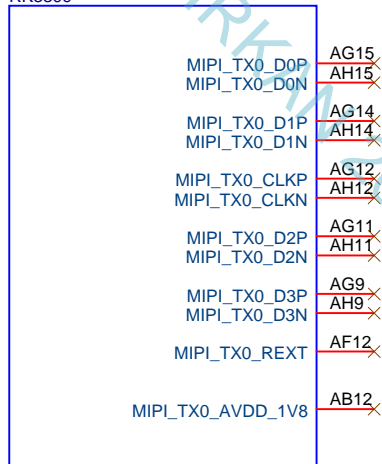 MIPI_TX0_D0P AG15
MIPI_TX0_D0N AH15
MIPI_TX0_D1P AG14
MIPI_TX0_D1N AH14
MIPI_TX0_CLKP AG12
MIPI_TX0_CLKN AH12
MIPI_TX0_D2P AG11
MIPI_TX0_D2N AH11
MIPI_TX0_D3P AG9
MIPI_TX0_D3N AH9
MIPI_TX0_REXT AF12
MIPI_TX0_AVDD_1V8 AB12